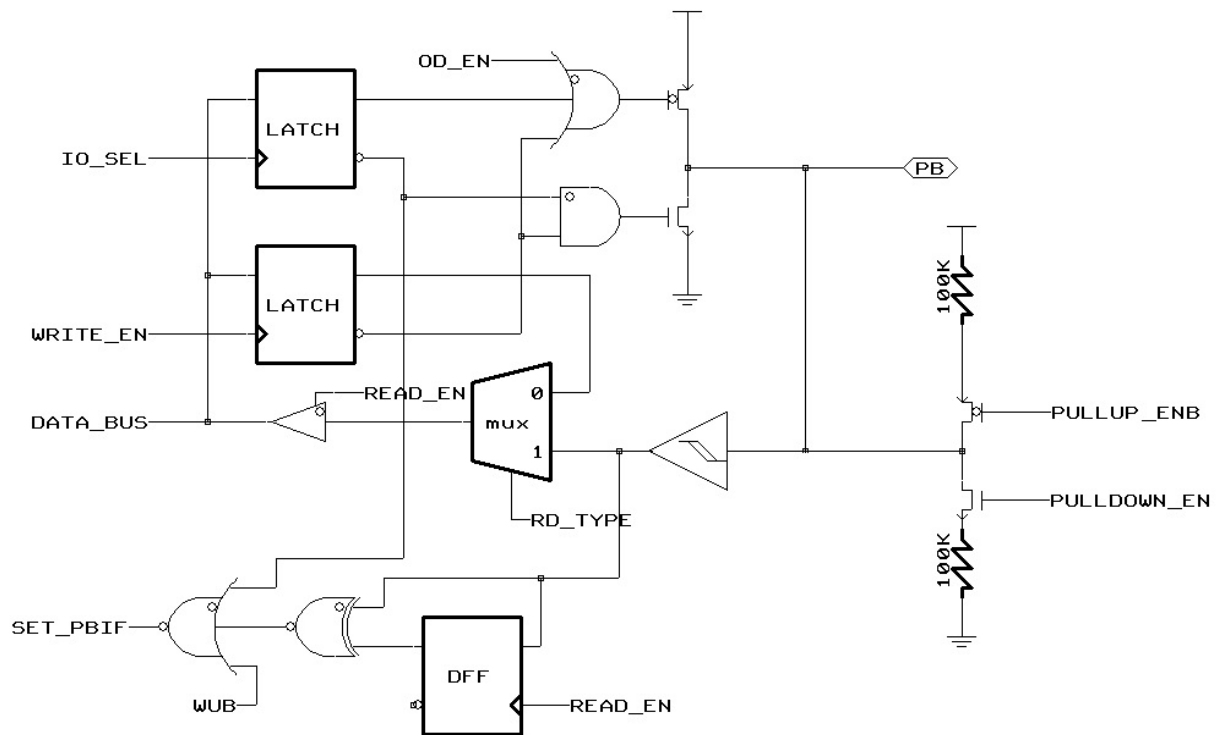 OD_EN
LATCH
IO_SEL
PB
100K
LATCH
WRITE_EN
READ_EN
0
DATA_BUS
mux
PULLUP_ENB
1
PULLDOWN_EN
RD_TYPE
100K
SET_PBIF
DFF
WUB
READ_EN